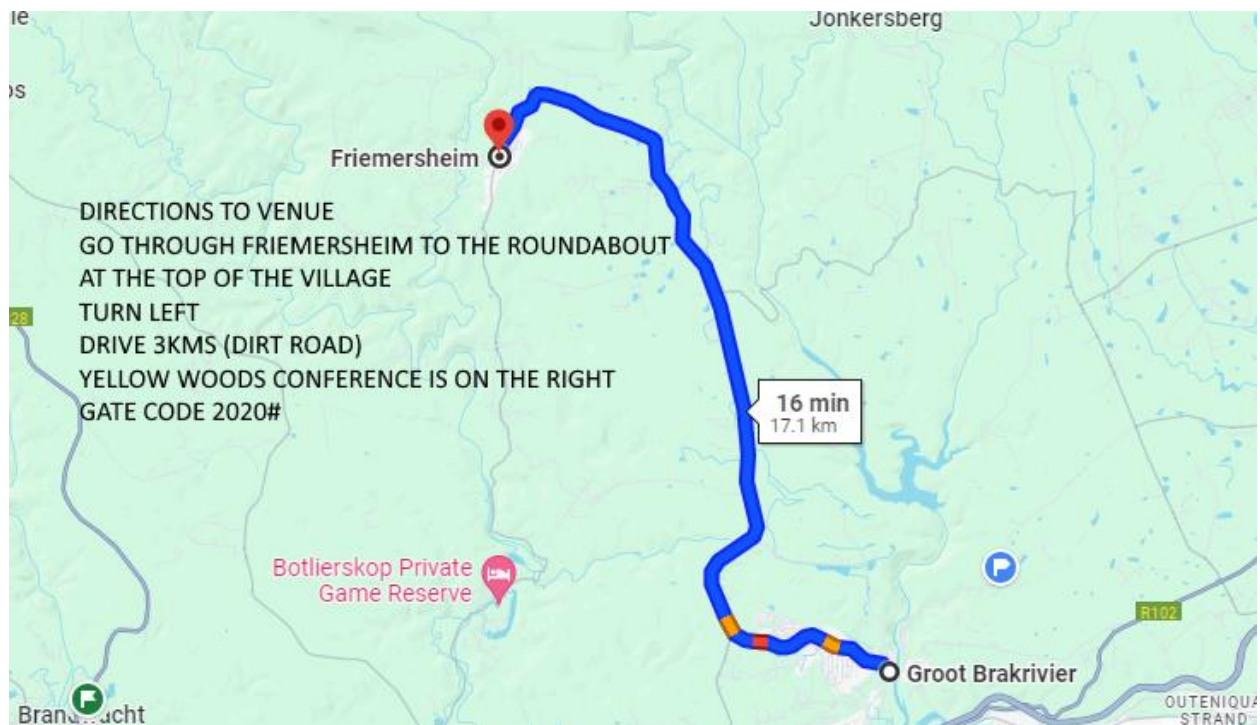 Jonkersberg
Friemersheim
DIRECTIONS TO VENUE
GO THROUGH FRIEMERSHEIM TO THE ROUNDABOUT
AT THE TOP OF THE VILLAGE
TURN LEFT
DRIVE 3KMS (DIRT ROAD)
YELLOW WOODS CONFERENCE IS ON THE RIGHT
GATE CODE 2020#
28
16 min
17.1 km
Botlierskop Private
Game Reserve
R102
Groot Brakrivier
OUTENIQUA
STRAND